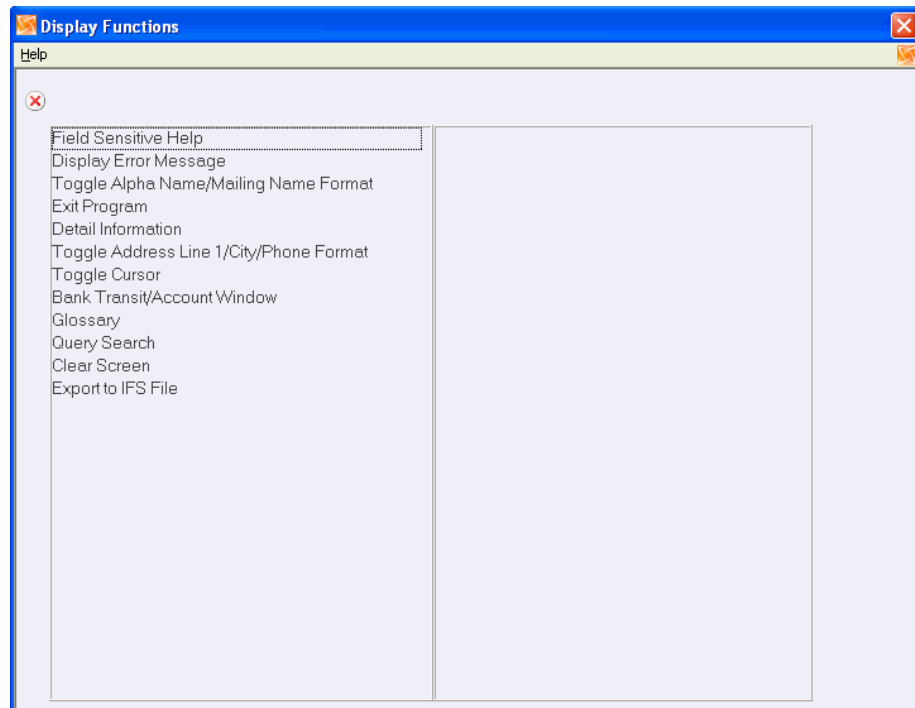 Display Functions
Help
Field Sensitive Help
Display Error Message
Toggle Alpha Name/Mailing Name Format
Exit Program
Detail Information
Toggle Address Line 1/City/Phone Format
Toggle Cursor
Bank Transit/Account Window
Glossary
Query Search
Clear Screen
Export to IFS File